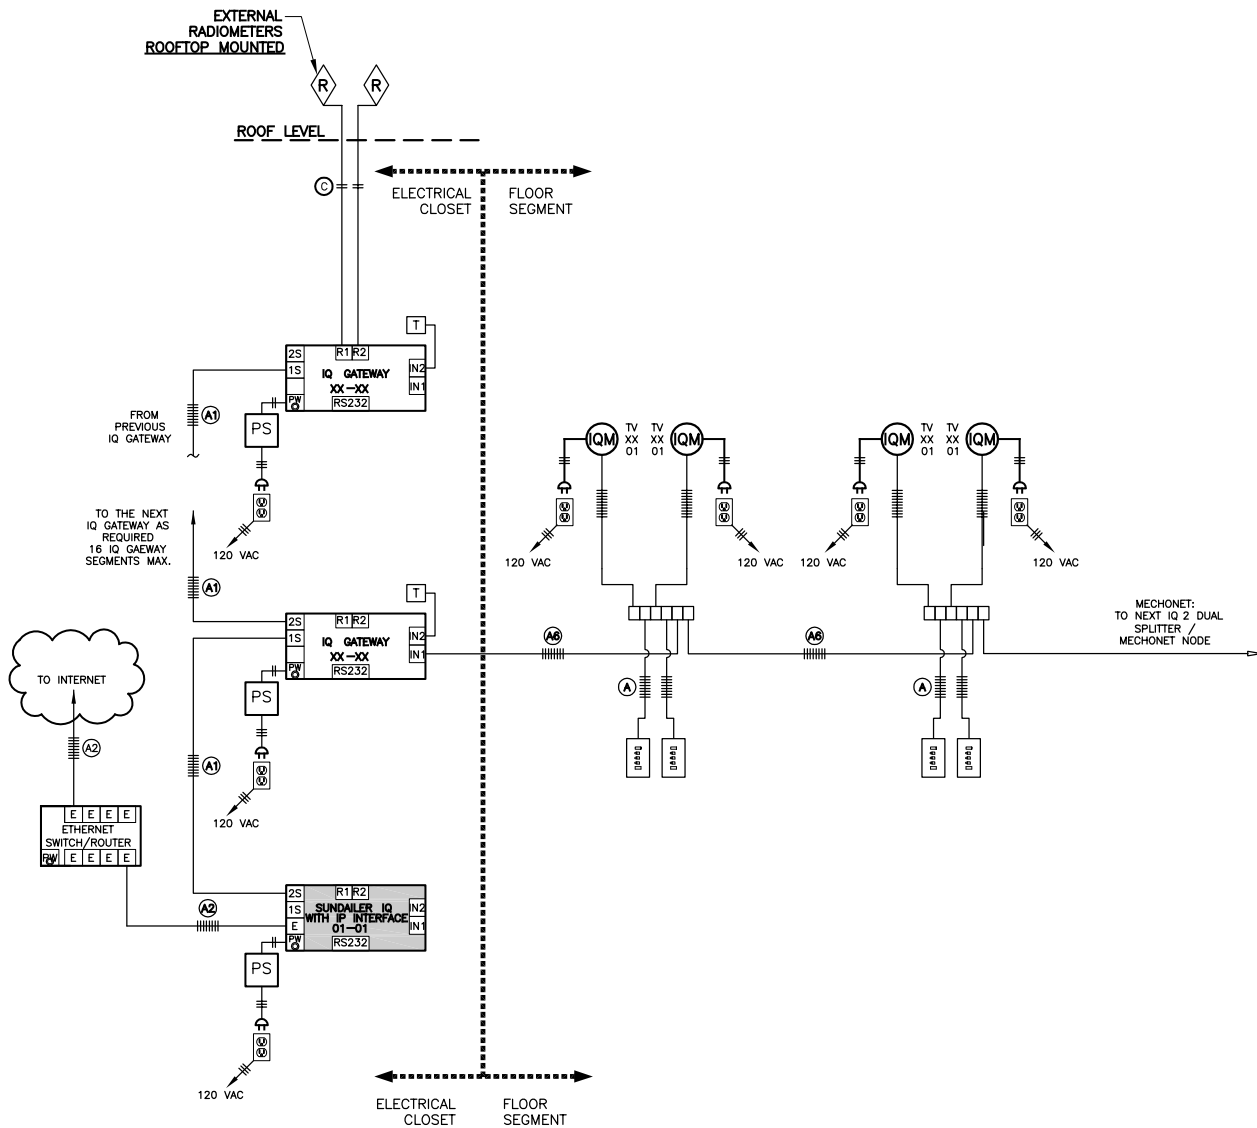 EXTERNAL
RADIOMETERS
ROOFTOP MOUNTED
R
R
ROOF LEVEL
C
ELECTRICAL
CLOSET
FLOOR
SEGMENT
T
2S
R1 R2
1S
IQ GATEWAY
IN2
XX-XX
IN1
PW
RS232
FROM
PREVIOUS
IQ GATEWAY
A1
PS
120 VAC
IQM
TV
XX
01
TV
XX
01
IQM
IQM
TV
XX
01
TV
XX
01
IQM
120 VAC
120 VAC
120 VAC
120 VAC
TO THE NEXT
IQ GATEWAY AS
REQUIRED
16 IQ GAEWAY
SEGMENTS MAX.
A1
T
2S
R1 R2
1S
IQ GATEWAY
IN2
XX-XX
IN1
PW
RS232
A6
A6
MECHONET:
TO NEXT IQ 2 DUAL
SPLITTER /
MECHONET NODE
A
A
PS
120 VAC
TO INTERNET
A2
A1
E E E E
ETHERNET
SWITCH/ROUTER
PW
E E E E
A2
2S
R1 R2
1S
SUNDAILER IQ
WITH IP INTERFACE
01-01
IN2
IN1
E
PW
RS232
PS
120 VAC
ELECTRICAL
CLOSET
FLOOR
SEGMENT